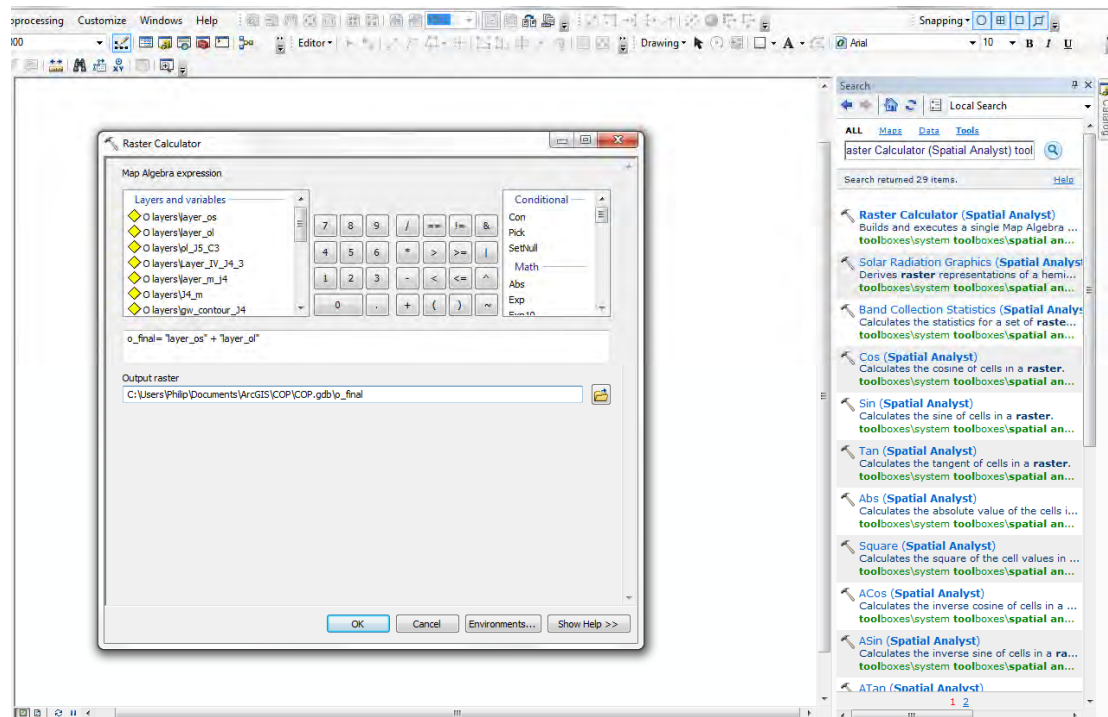 oprocessing Customize Windows Help
Snapping
00
Editor
Drawing
A
Arial
10
B I U
Search
Local Search
Catalog
ALL Maps Data Tools
aster Calculator (Spatial Analyst) tool
Search returned 29 items. Help
Raster Calculator
Map Algebra expression
Layers and variables
O layers\layer_os
O layers\layer_ol
O layers\ol_J5_C3
O layers\Layer_IV_J4_3
O layers\layer_m_j4
O layers\J4_m
O layers\gw_contour_J4
7 8 9 / == != &
4 5 6 * > >= |
1 2 3 - < <= ^
0 . + ( ) ~
Conditional
Con
Pick
SetNull
Math
Abs
Exp
Exp10
o_final= "layer_os" + "layer_ol"
Output raster
C:\Users\Philip\Documents\ArcGIS\COP\COP.gdb\o_final
OK Cancel Environments... Show Help >>
Raster Calculator (Spatial Analyst)
Builds and executes a single Map Algebra ...
toolboxes\system toolboxes\spatial an...
Solar Radiation Graphics (Spatial Analyst
Derives raster representations of a hemi...
toolboxes\system toolboxes\spatial an...
Band Collection Statistics (Spatial Analys
Calculates the statistics for a set of raste...
toolboxes\system toolboxes\spatial an...
Cos (Spatial Analyst)
Calculates the cosine of cells in a raster.
toolboxes\system toolboxes\spatial an...
Sin (Spatial Analyst)
Calculates the sine of cells in a raster.
toolboxes\system toolboxes\spatial an...
Tan (Spatial Analyst)
Calculates the tangent of cells in a raster.
toolboxes\system toolboxes\spatial an...
Abs (Spatial Analyst)
Calculates the absolute value of the cells i...
toolboxes\system toolboxes\spatial an...
Square (Spatial Analyst)
Calculates the square of the cell values in ...
toolboxes\system toolboxes\spatial an...
ACos (Spatial Analyst)
Calculates the inverse cosine of cells in a ...
toolboxes\system toolboxes\spatial an...
ASin (Spatial Analyst)
Calculates the inverse sine of cells in a ra...
toolboxes\system toolboxes\spatial an...
ATan (Spatial Analyst)
1 2